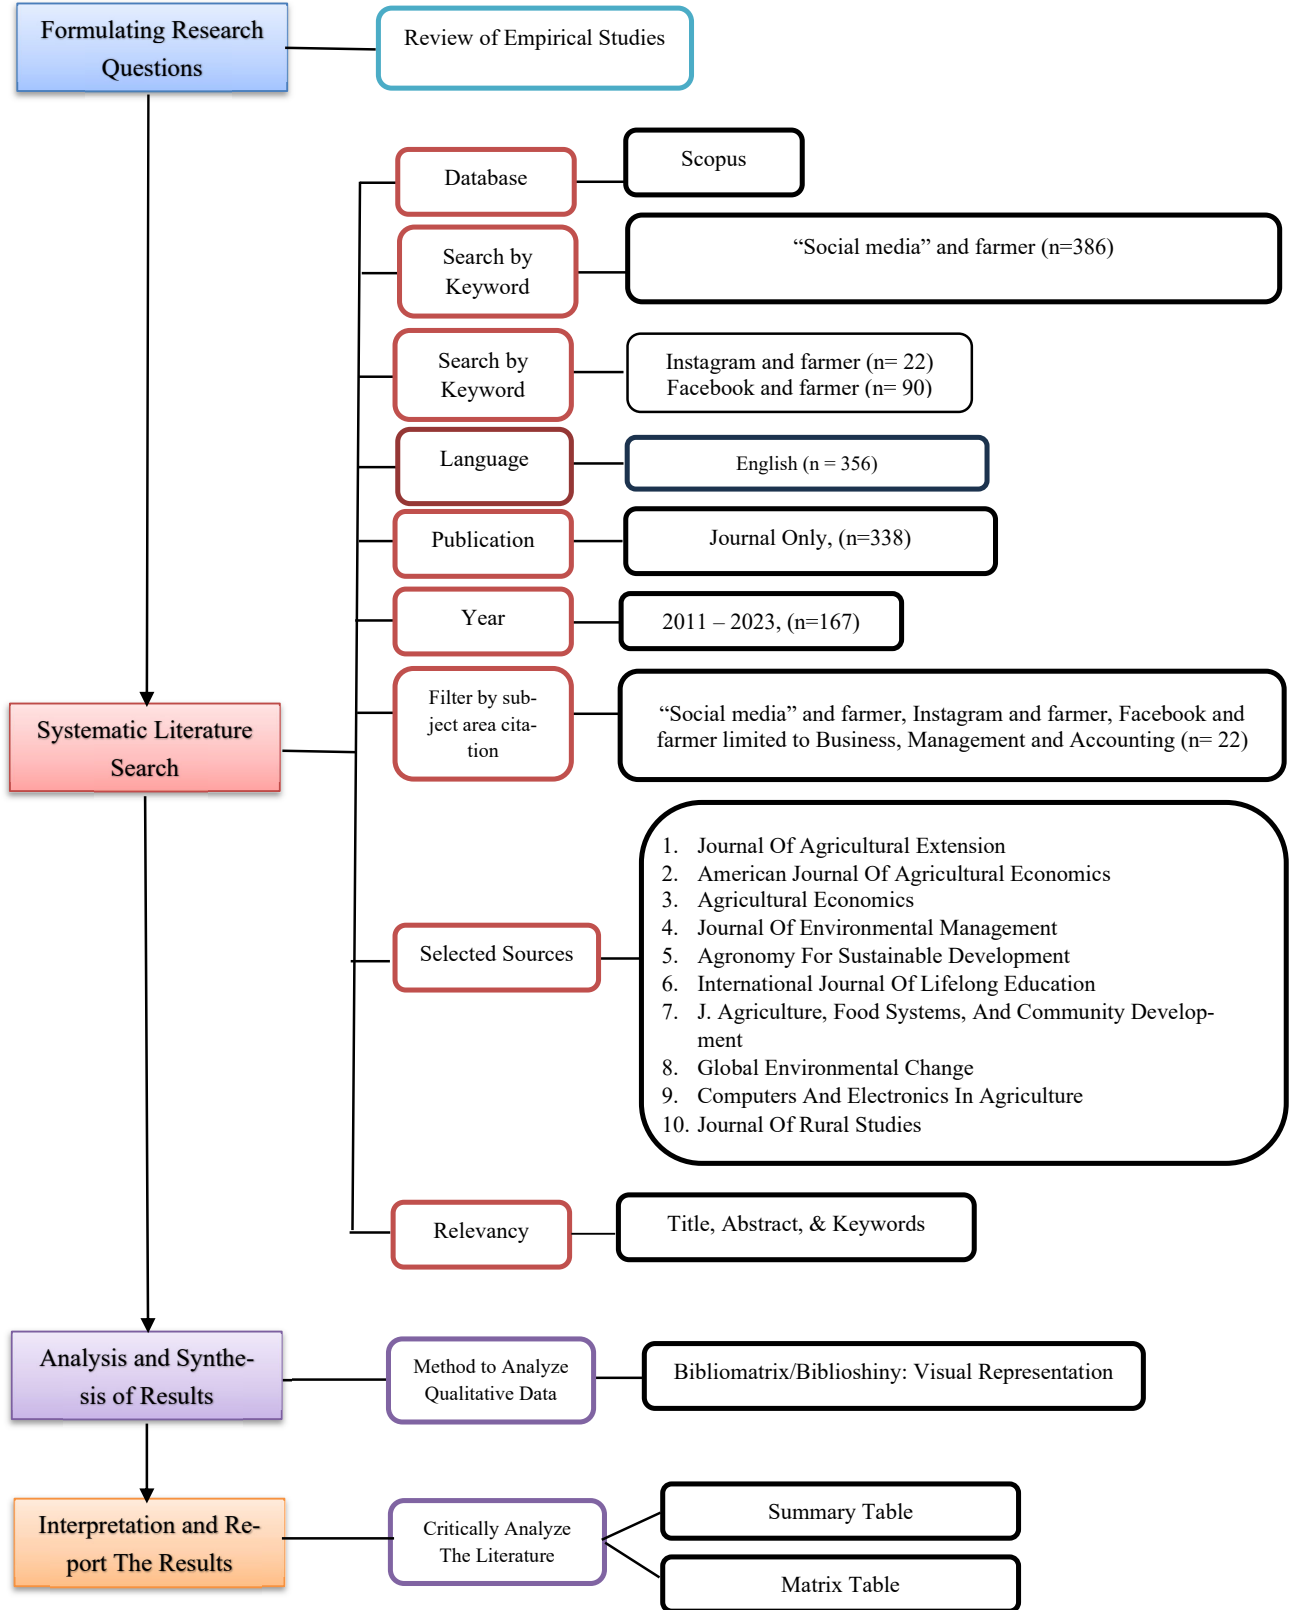 Formulating Research
Questions
Review of Empirical Studies
Database
Scopus
Search by
Keyword
“Social media” and farmer (n=386)
Search by
Keyword
Instagram and farmer (n= 22)
Facebook and farmer (n= 90)
Language
English (n = 356)
Publication
Journal Only, (n=338)
Year
2011 – 2023, (n=167)
Filter by sub-
ject area cita-
tion
“Social media” and farmer, Instagram and farmer, Facebook and
farmer limited to Business, Management and Accounting (n= 22)
Systematic Literature
Search
Selected Sources
1. Journal Of Agricultural Extension
2. American Journal Of Agricultural Economics
3. Agricultural Economics
4. Journal Of Environmental Management
5. Agronomy For Sustainable Development
6. International Journal Of Lifelong Education
7. J. Agriculture, Food Systems, And Community Develop-
ment
8. Global Environmental Change
9. Computers And Electronics In Agriculture
10. Journal Of Rural Studies
Relevancy
Title, Abstract, & Keywords
Analysis and Synthe-
sis of Results
Method to Analyze
Qualitative Data
Bibliomatrix/Biblioshiny: Visual Representation
Interpretation and Re-
port The Results
Critically Analyze
The Literature
Summary Table
Matrix Table